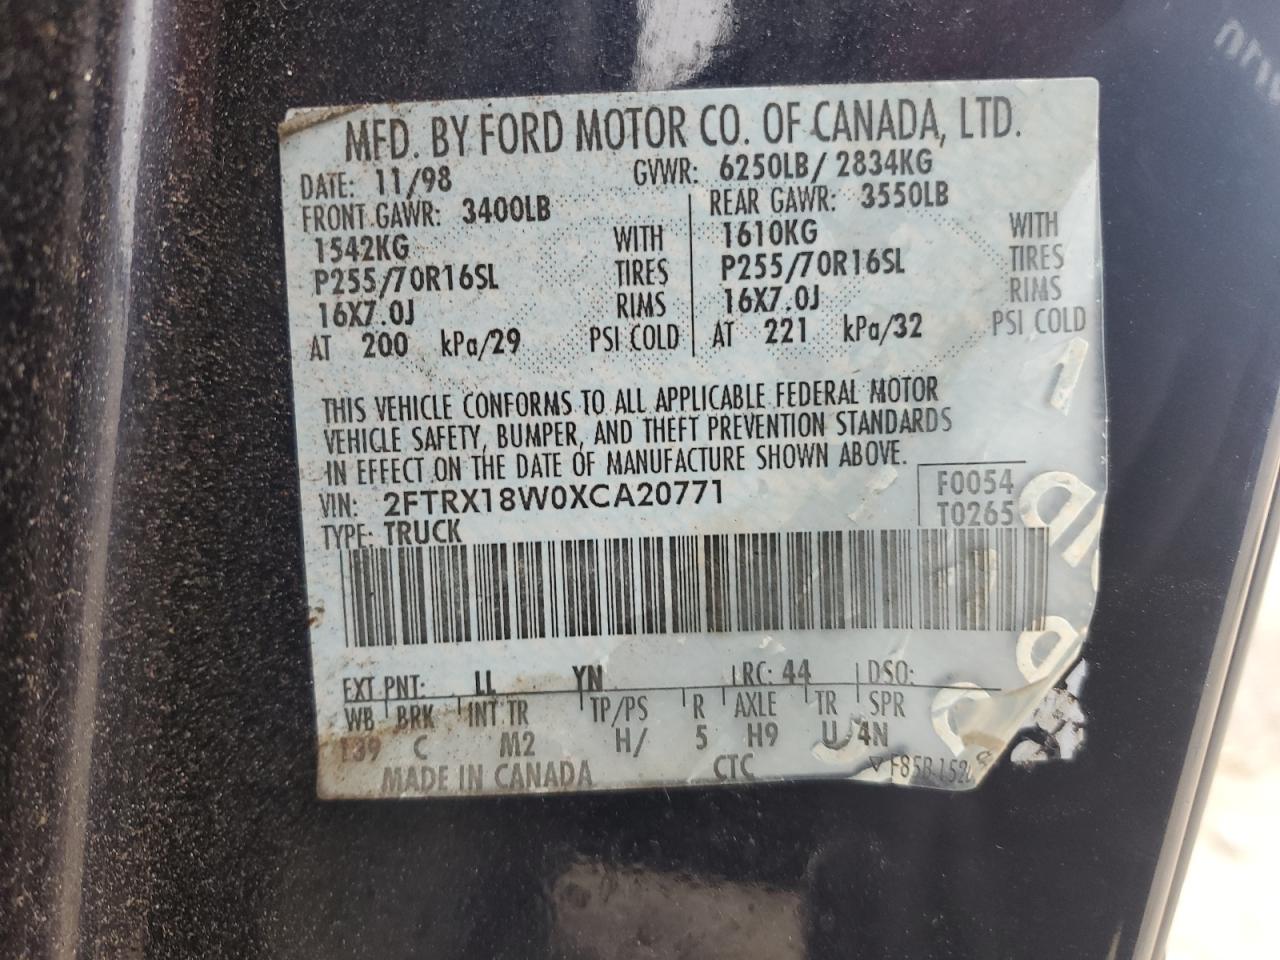 MFD. BY FORD MOTOR CO. OF CANADA, LTD.
DATE: 11/98 GVWR: 6250LB/ 2834KG
FRONT GAWR: 3400LB REAR GAWR: 3550LB
1542KG WITH 1610KG WITH
P255/70R16SL TIRES P255/70R16SL TIRES
16X7.0J RIMS 16X7.0J RIMS
AT 200 kPa/29 PSI COLD AT 221 kPa/32 PSI COLD
THIS VEHICLE CONFORMS TO ALL APPLICABLE FEDERAL MOTOR
VEHICLE SAFETY, BUMPER, AND THEFT PREVENTION STANDARDS
IN EFFECT ON THE DATE OF MANUFACTURE SHOWN ABOVE.
VIN: 2FTRX18W0XCA20771 F0054
TYPE: TRUCK T0265
EXT PNT: LL YN RC: 44 DSO:
WB BRK INT TR TP/PS R AXLE TR SPR
139 C M2 H/ 5 H9 U 4N
MADE IN CANADA CTC